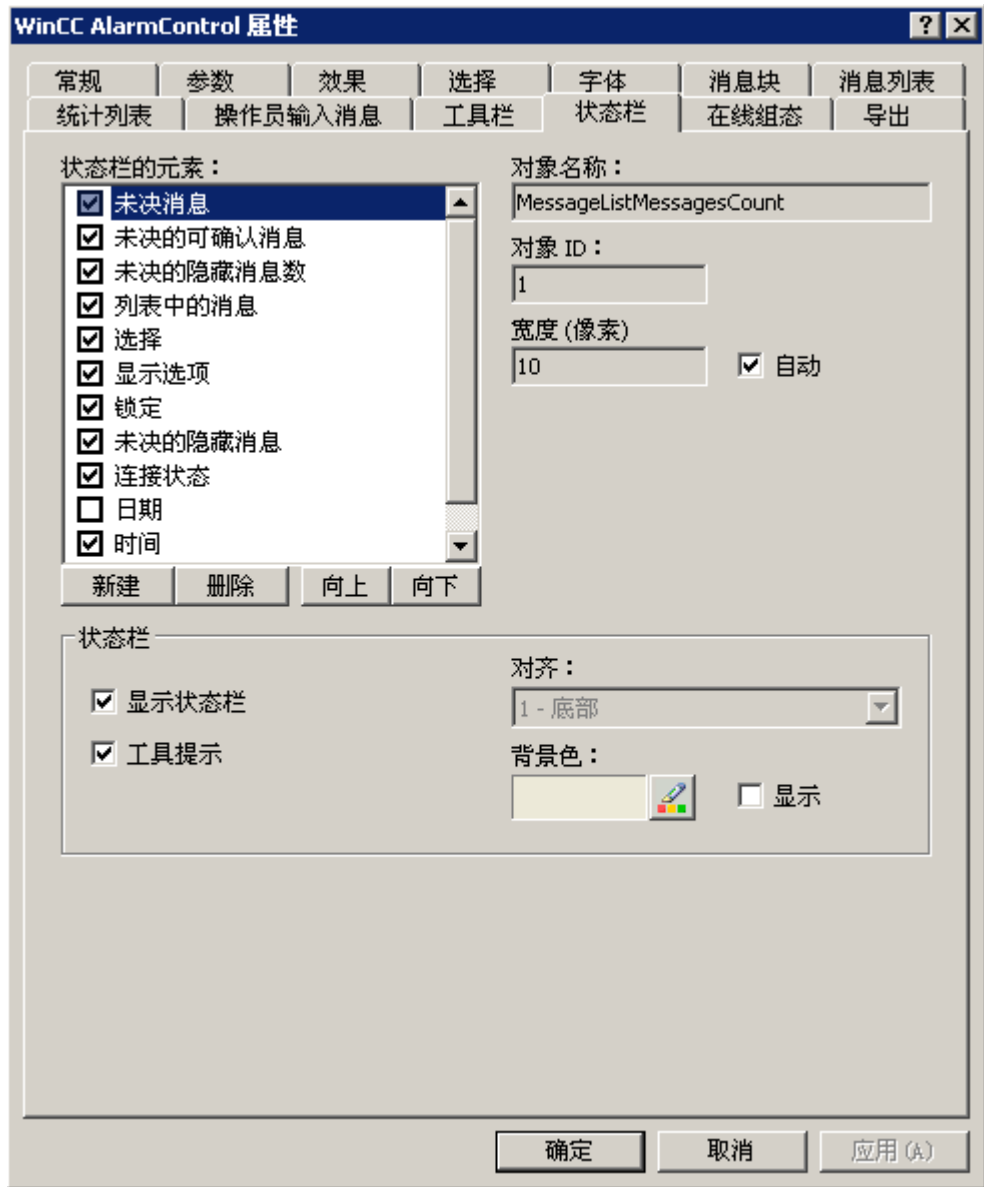 WinCC AlarmControl 属性
常规 参数 效果 选择 字体 消息块 消息列表
统计列表 操作员输入消息 工具栏 状态栏 在线组态 导出
状态栏的元素：
未决消息
未决的可确认消息
未决的隐藏消息数
列表中的消息
选择
显示选项
锁定
未决的隐藏消息
连接状态
日期
时间
新建 删除 向上 向下
对象名称：
MessageListMessagesCount
对象 ID：
1
宽度(像素)
10 自动
状态栏
显示状态栏
工具提示
对齐：
1 - 底部
背景色：
显示
确定 取消 应用(A)